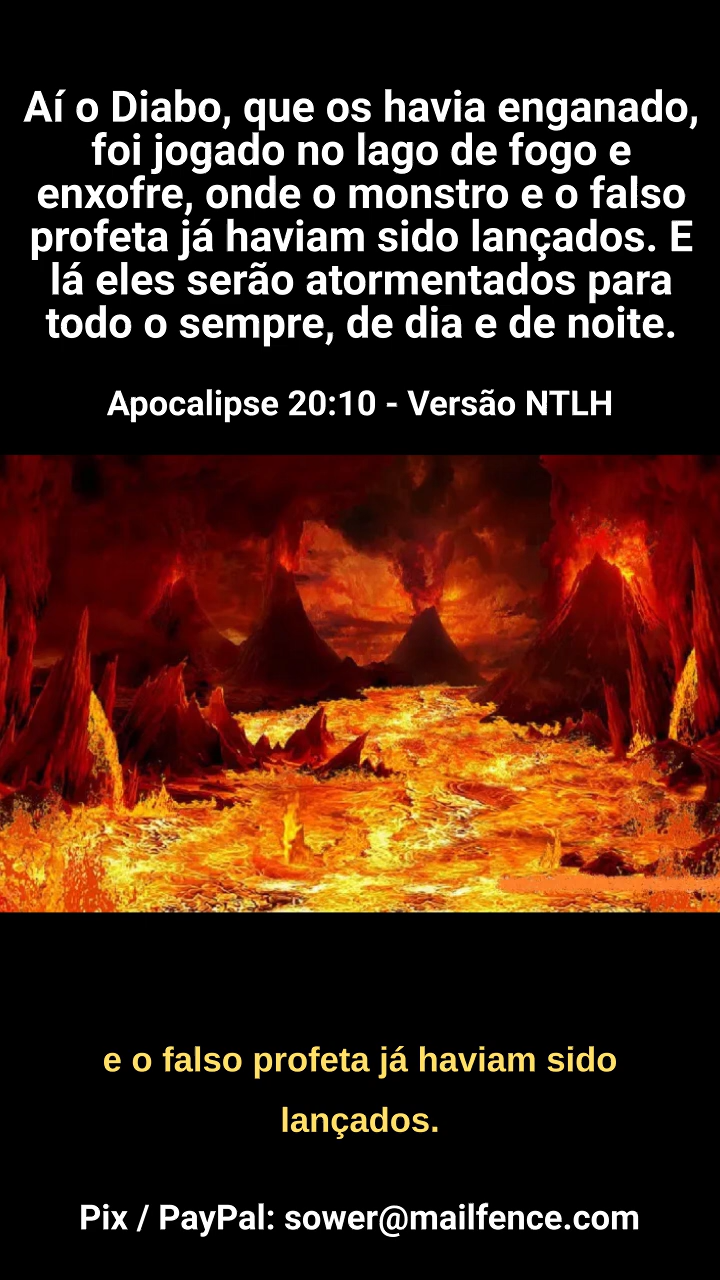 Aí o Diabo, que os havia enganado,
foi jogado no lago de fogo e
enxofre, onde o monstro e o falso
profeta já haviam sido lançados. E
lá eles serão atormentados para
todo o sempre, de dia e de noite.
Apocalipse 20:10 - Versão NTLH
e o falso profeta já haviam sido
lançados.
Pix / PayPal: sower@mailfence.com